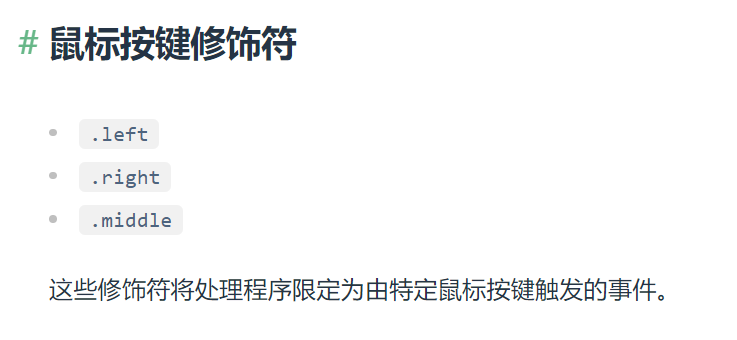 # 鼠标按键修饰符
.left
.right
.middle
这些修饰符将处理程序限定为由特定鼠标按键触发的事件。